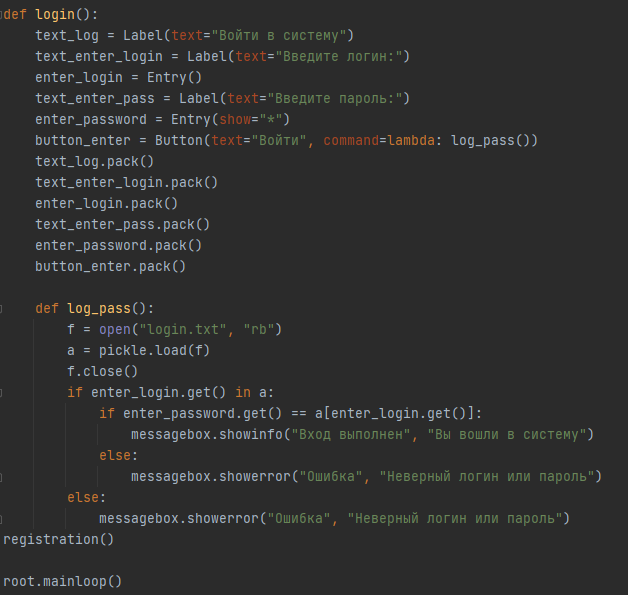 def login():
    text_log = Label(text="Войти в систему")
    text_enter_login = Label(text="Введите логин:")
    enter_login = Entry()
    text_enter_pass = Label(text="Введите пароль:")
    enter_password = Entry(show="*")
    button_enter = Button(text="Войти", command=lambda: log_pass())
    text_log.pack()
    text_enter_login.pack()
    enter_login.pack()
    text_enter_pass.pack()
    enter_password.pack()
    button_enter.pack()

    def log_pass():
        f = open("login.txt", "rb")
        a = pickle.load(f)
        f.close()
        if enter_login.get() in a:
            if enter_password.get() == a[enter_login.get()]:
                messagebox.showinfo("Вход выполнен", "Вы вошли в систему")
            else:
                messagebox.showerror("Ошибка", "Неверный логин или пароль")
        else:
            messagebox.showerror("Ошибка", "Неверный логин или пароль")
registration()

root.mainloop()